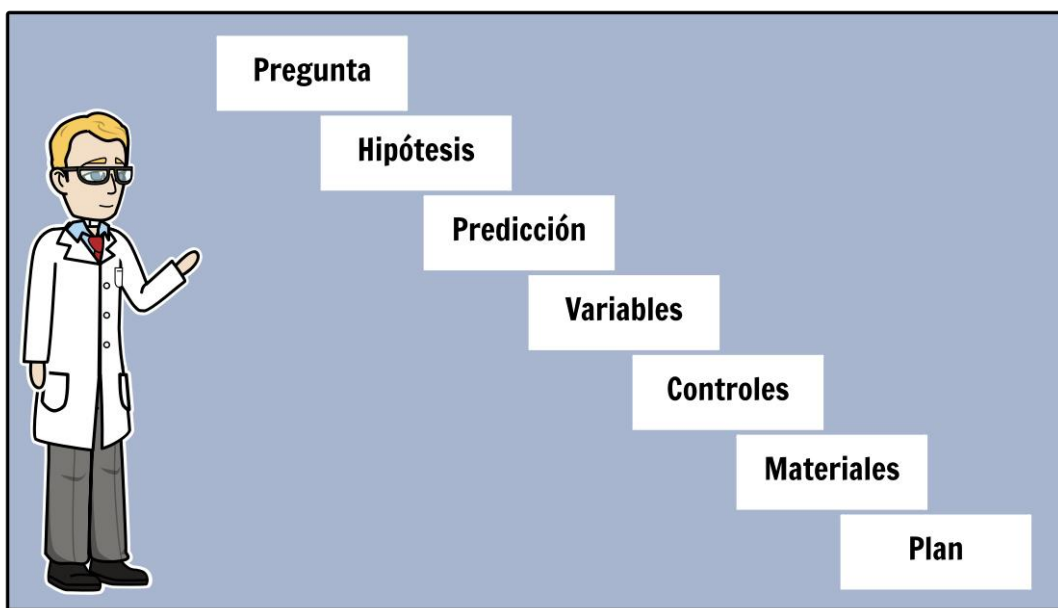 Pregunta
Hipótesis
Predicción
Variables
Controles
Materiales
Plan